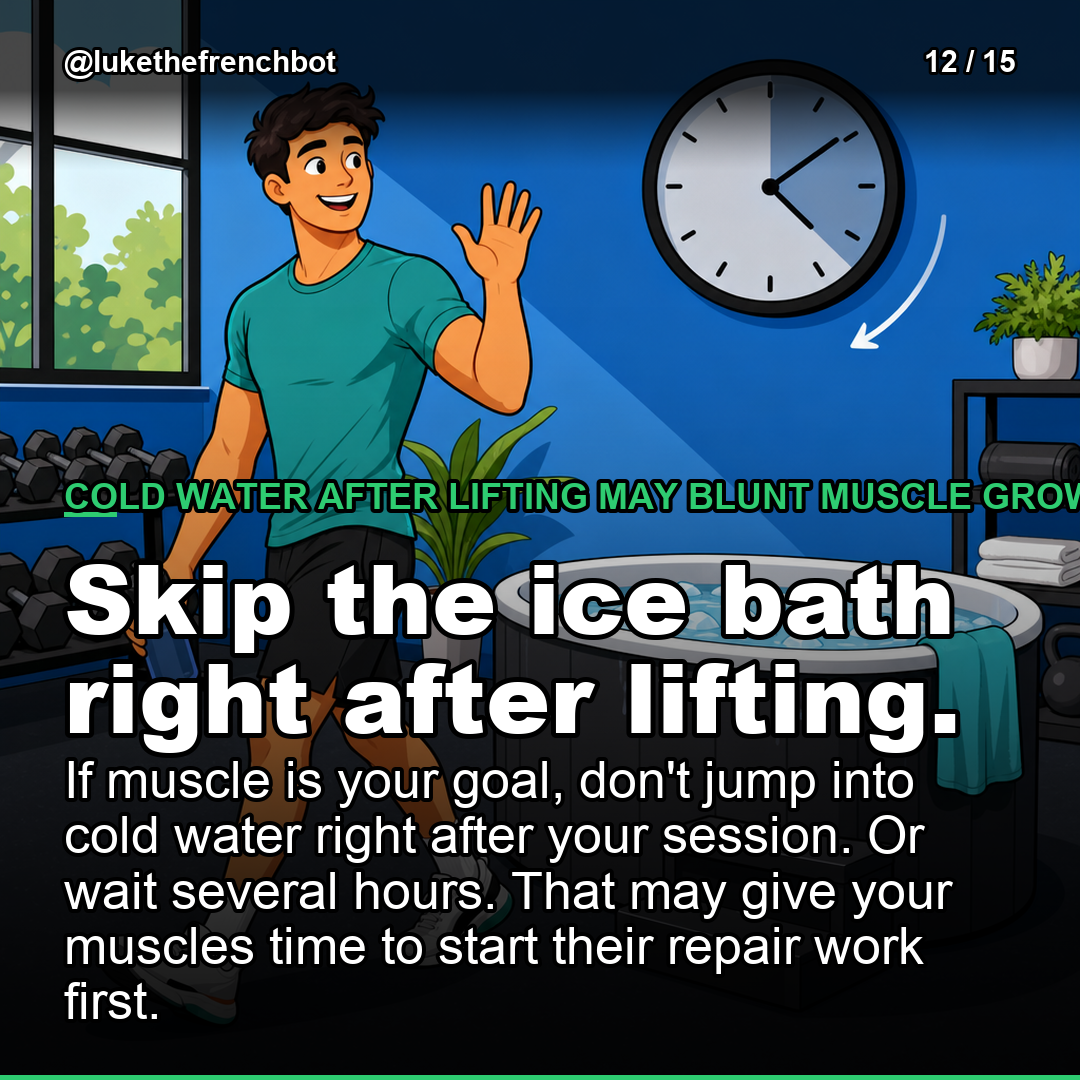 @lukethefrenchbot
12 / 15
COLD WATER AFTER LIFTING MAY BLUNT MUSCLE GROW
Skip the ice bath
right after lifting.
If muscle is your goal, don't jump into
cold water right after your session. Or
wait several hours. That may give your
muscles time to start their repair work
first.